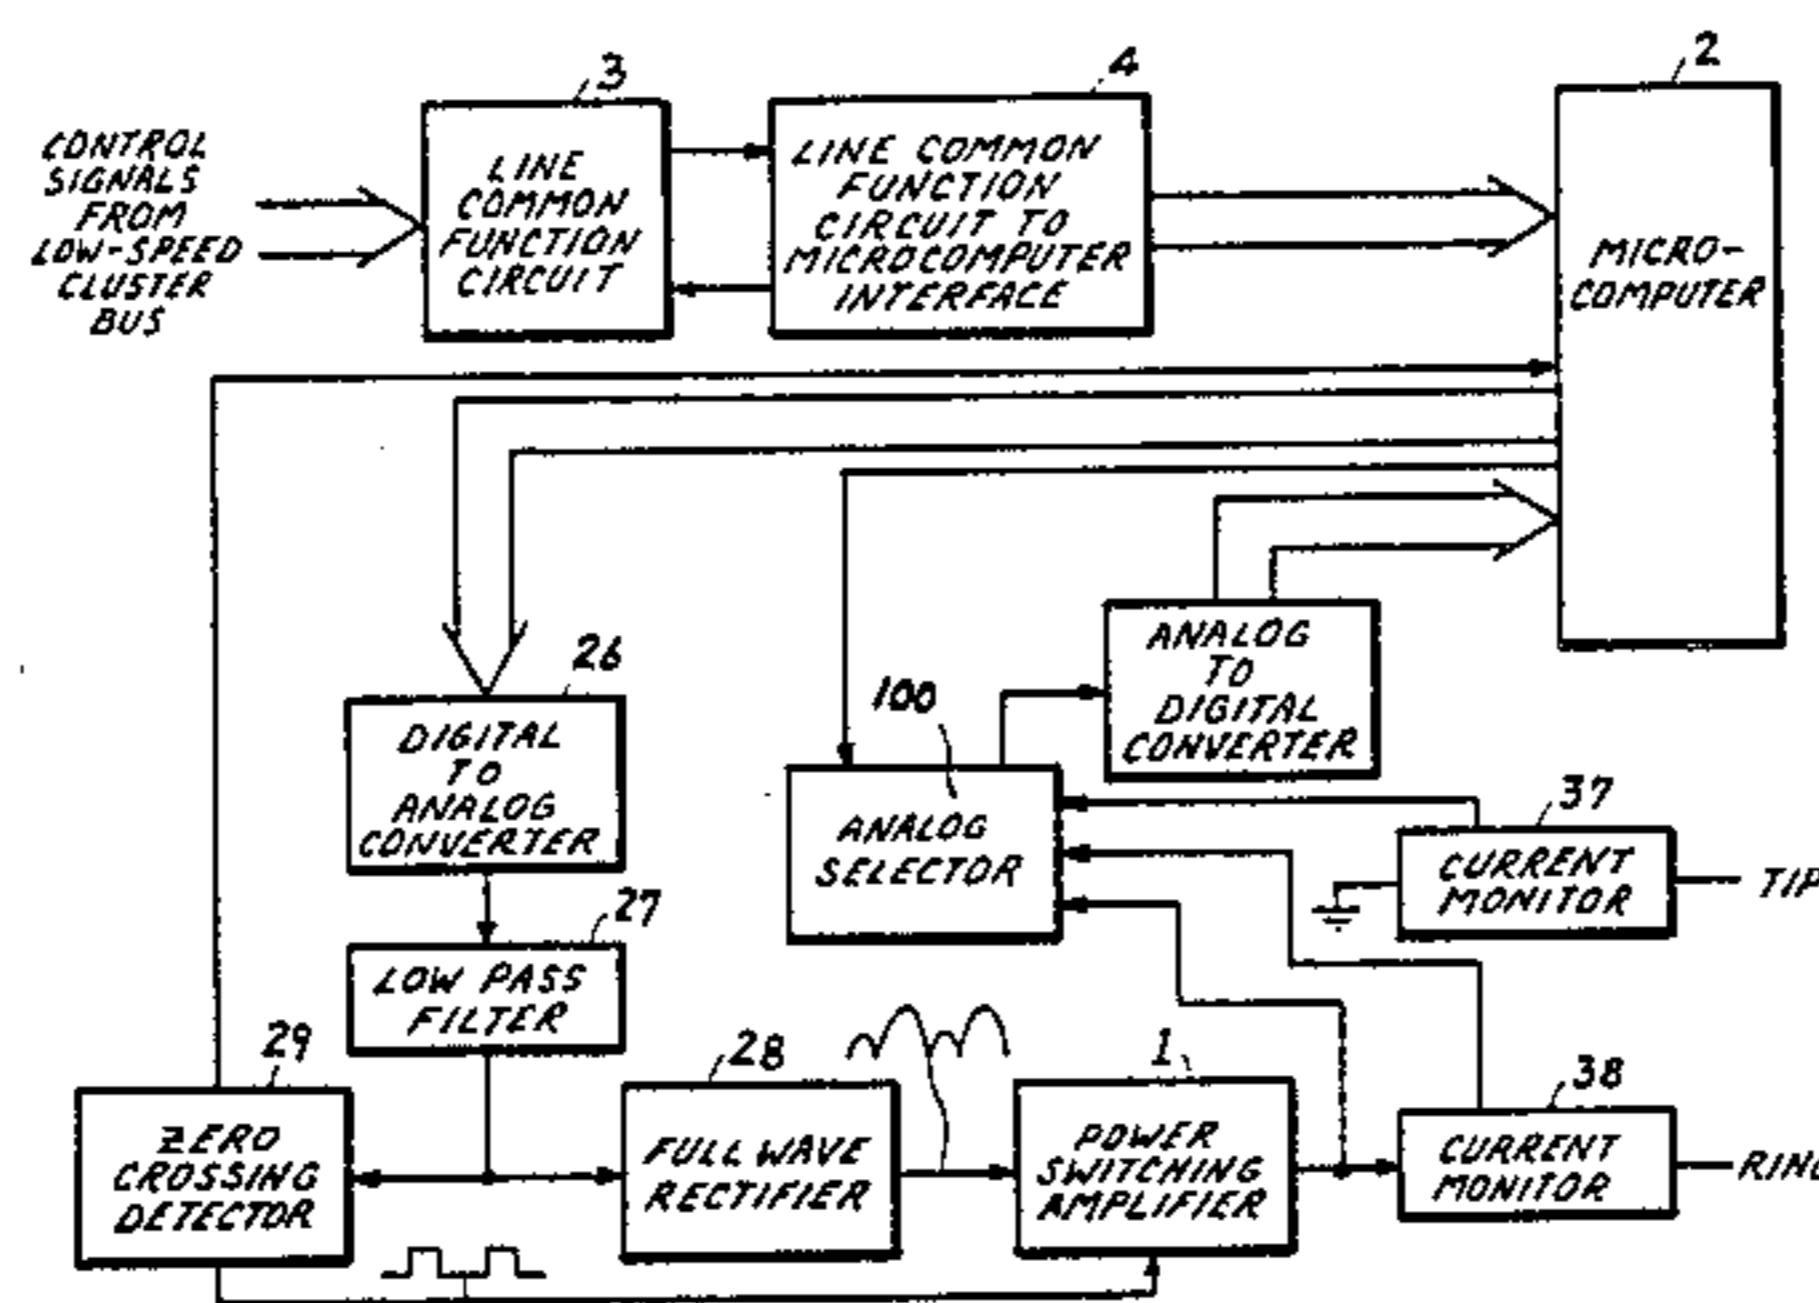 3
4
2
CONTROL
SIGNALS
FROM
LOW-SPEED
CLUSTER
BUS
LINE
COMMON
FUNCTION
CIRCUIT
LINE COMMON
FUNCTION
CIRCUIT TO
MICROCOMPUTER
INTERFACE
MICRO-
COMPUTER
26
DIGITAL
TO
ANALOG
CONVERTER
ANALOG
TO
DIGITAL
CONVERTER
100
ANALOG
SELECTOR
37
CURRENT
MONITOR
TIP
27
LOW PASS
FILTER
29
ZERO
CROSSING
DETECTOR
28
FULL WAVE
RECTIFIER
1
POWER
SWITCHING
AMPLIFIER
38
CURRENT
MONITOR
RING